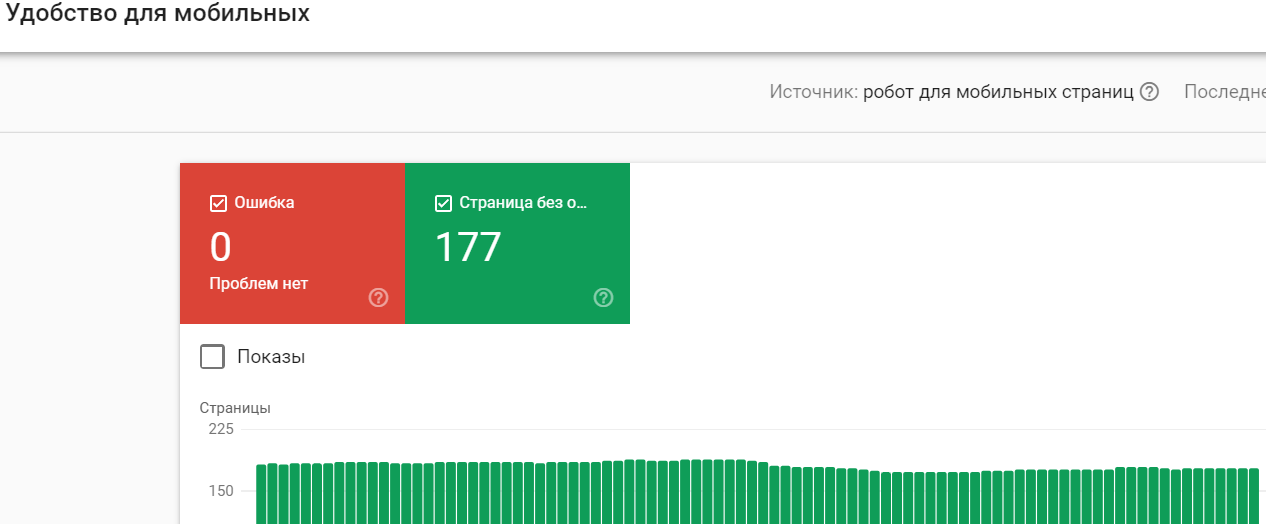 Удобство для мобильных
Источник: робот для мобильных страниц ? Последне
Ошибка
0
Проблем нет
?
Страница без о...
177
?
Показы
Страницы
225
150